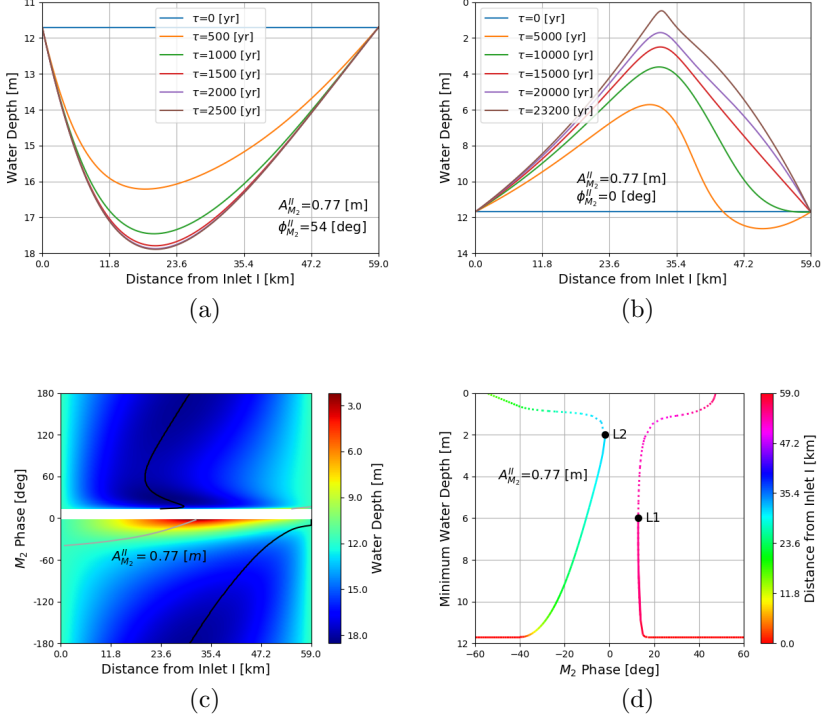 11
12
13
14
15
16
17
18
Water Depth [m]
τ=0 [yr]
τ=500 [yr]
τ=1000 [yr]
τ=1500 [yr]
τ=2000 [yr]
τ=2500 [yr]
A^{II}_{M_2}=0.77 [m]
ϕ^{II}_{M_2}=54 [deg]
0.0 11.8 23.6 35.4 47.2 59.0
Distance from Inlet I [km]
(a)
0
2
4
6
8
10
12
14
Water Depth [m]
τ=0 [yr]
τ=5000 [yr]
τ=10000 [yr]
τ=15000 [yr]
τ=20000 [yr]
τ=23200 [yr]
A^{II}_{M_2}=0.77 [m]
ϕ^{II}_{M_2}=0 [deg]
0.0 11.8 23.6 35.4 47.2 59.0
Distance from Inlet I [km]
(b)
180
120
60
0
-60
-120
-180
M_2 Phase [deg]
A^{II}_{M_2} = 0.77 [m]
0.0 11.8 23.6 35.4 47.2 59.0
Distance from Inlet I [km]
3.0
6.0
9.0
12.0
15.0
18.0
Water Depth [m]
(c)
0
2
4
6
8
10
12
Minimum Water Depth [m]
L2
A^{II}_{M_2}=0.77 [m]
L1
−60 −40 −20 0 20 40 60
M_2 Phase [deg]
59.0
47.2
35.4
23.6
11.8
0.0
Distance from Inlet I [km]
(d)